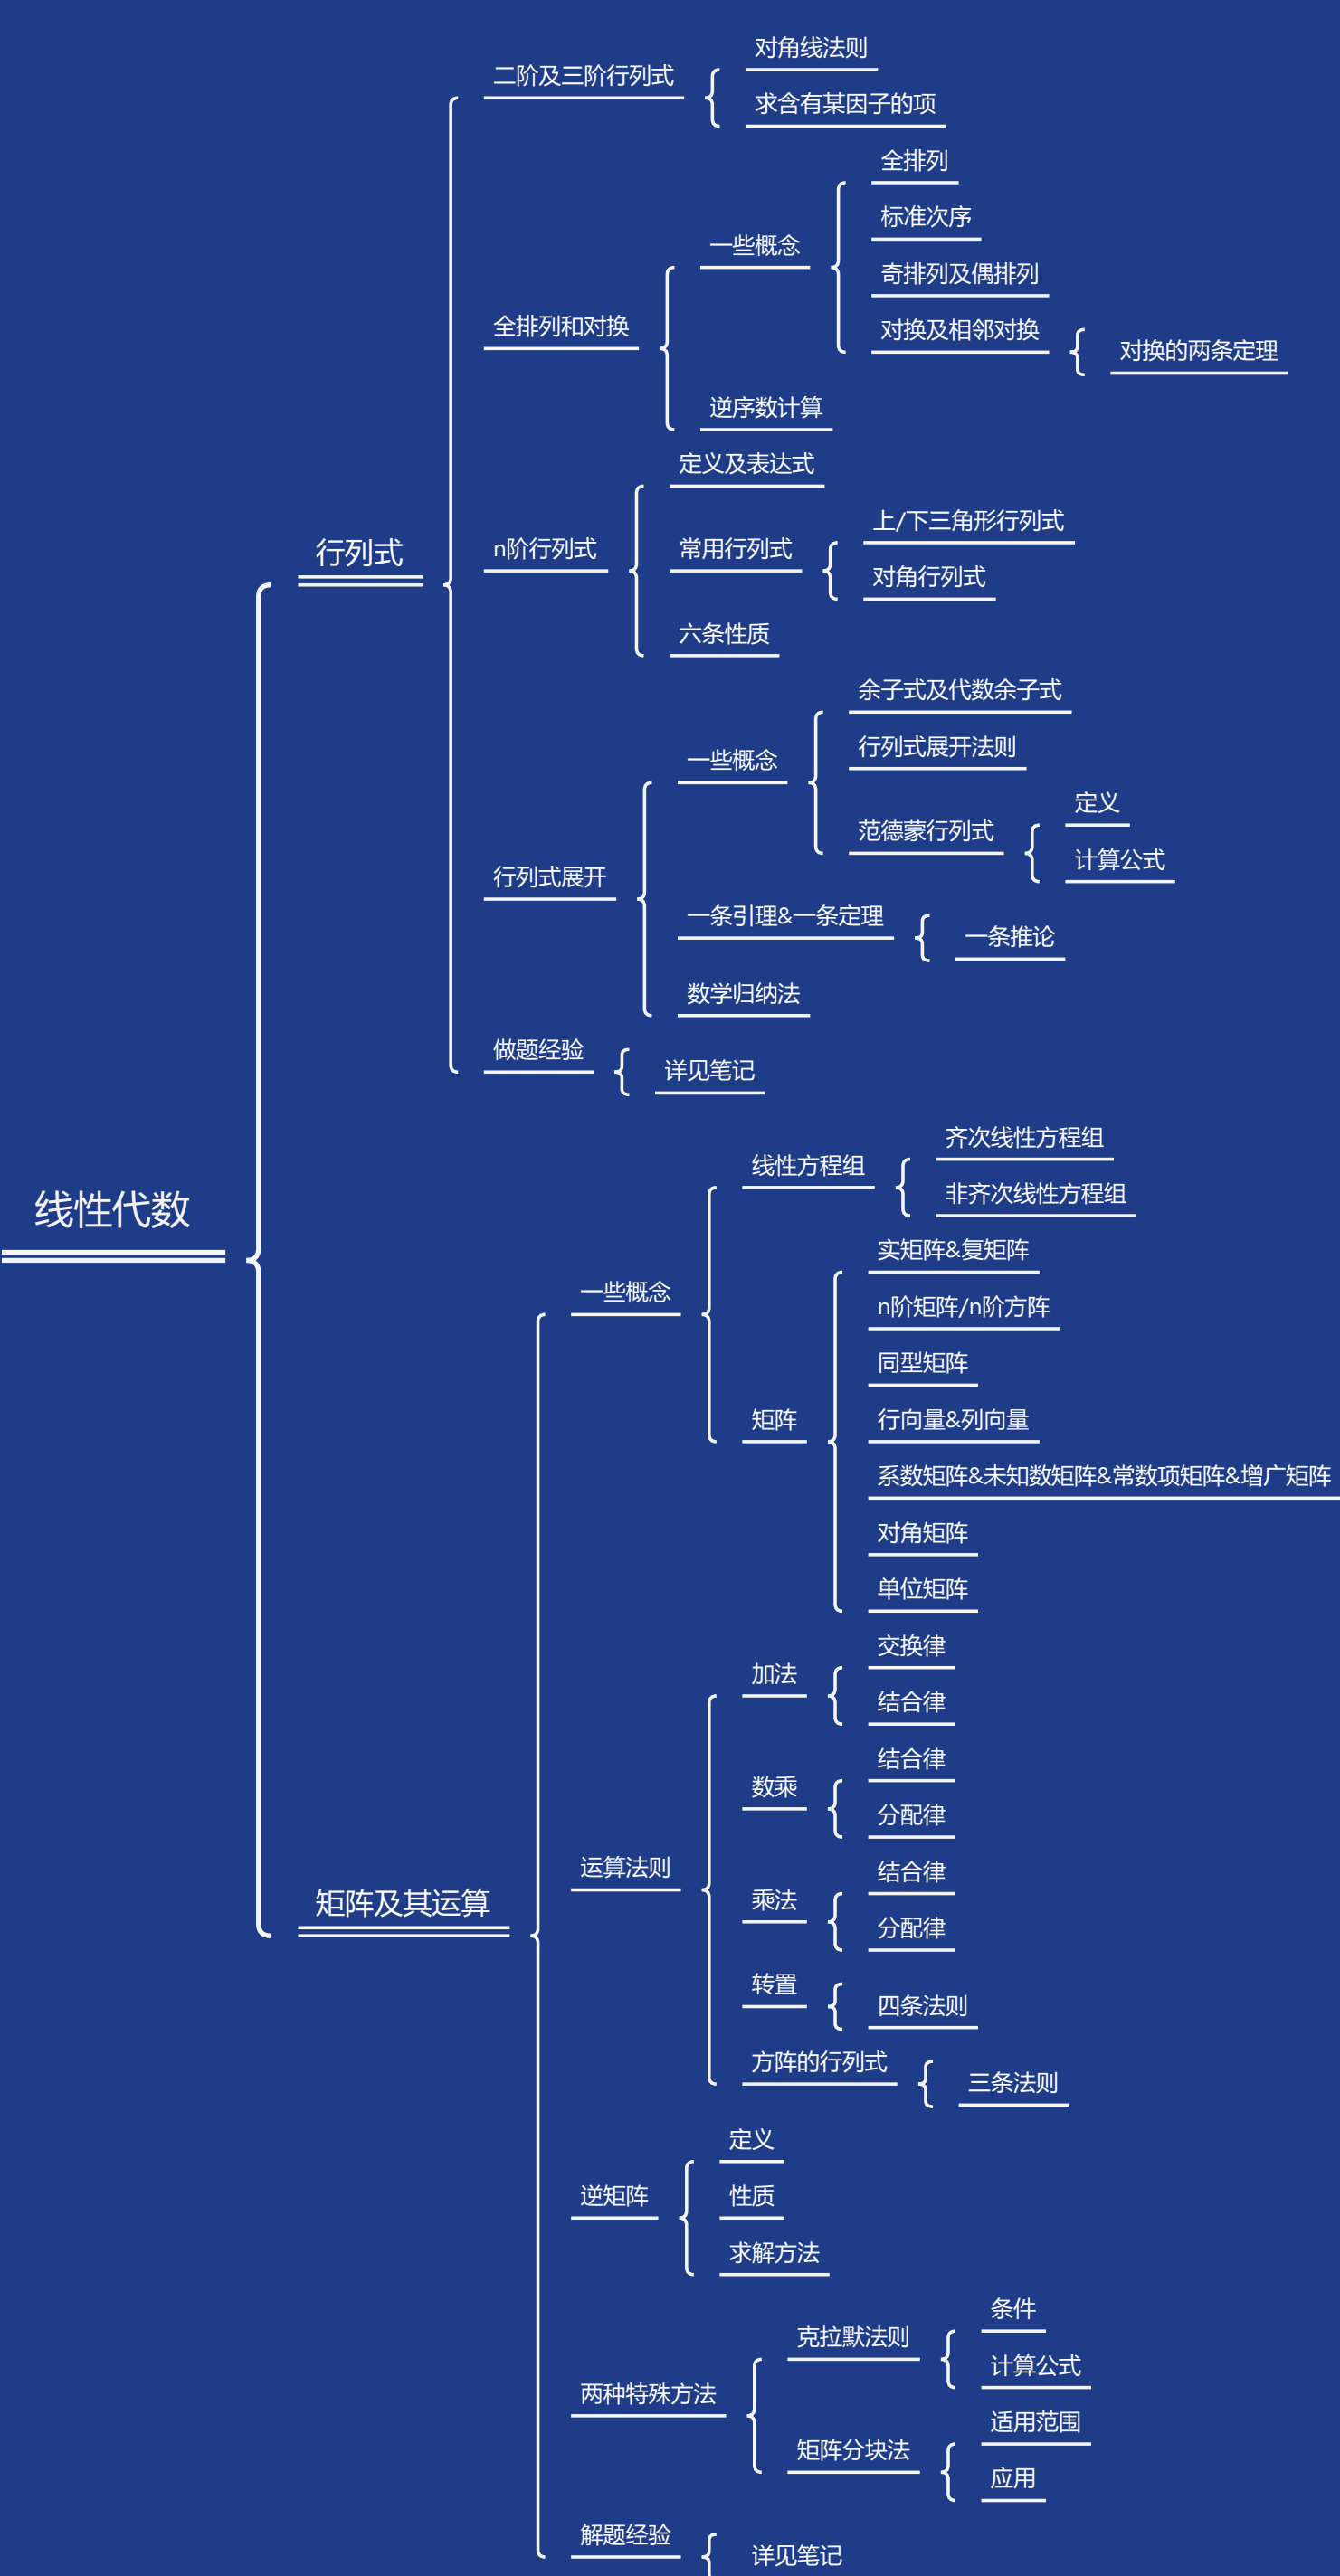 线性代数
行列式
二阶及三阶行列式
对角线法则
求含有某因子的项
全排列和对换
一些概念
全排列
标准次序
奇排列及偶排列
对换及相邻对换
对换的两条定理
逆序数计算
n阶行列式
定义及表达式
常用行列式
上/下三角形行列式
对角行列式
六条性质
行列式展开
一些概念
余子式及代数余子式
行列式展开法则
范德蒙行列式
定义
计算公式
一条引理&一条定理
一条推论
数学归纳法
做题经验
详见笔记
矩阵及其运算
一些概念
线性方程组
齐次线性方程组
非齐次线性方程组
矩阵
实矩阵&复矩阵
n阶矩阵/n阶方阵
同型矩阵
行向量&列向量
系数矩阵&未知数矩阵&常数项矩阵&增广矩阵
对角矩阵
单位矩阵
运算法则
加法
交换律
结合律
数乘
结合律
分配律
乘法
结合律
分配律
转置
四条法则
方阵的行列式
三条法则
逆矩阵
定义
性质
求解方法
两种特殊方法
克拉默法则
条件
计算公式
矩阵分块法
适用范围
应用
解题经验
详见笔记